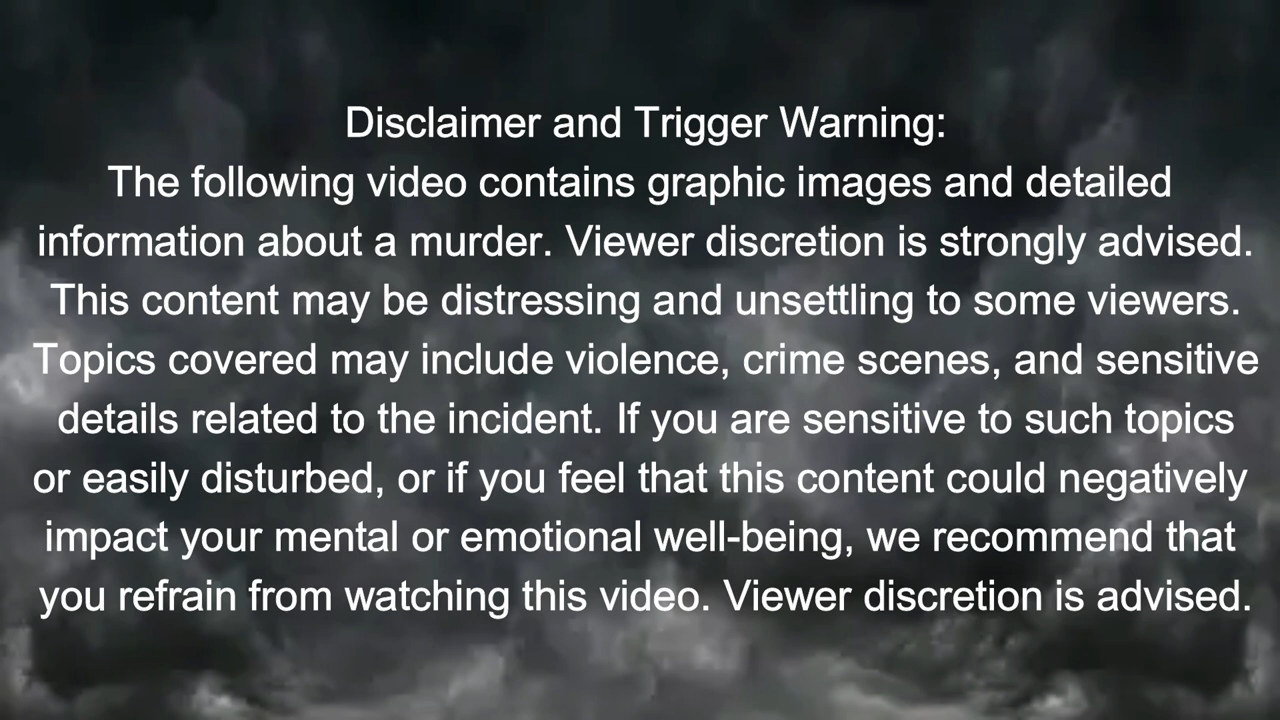 Disclaimer and Trigger Warning:
The following video contains graphic images and detailed
information about a murder. Viewer discretion is strongly advised.
This content may be distressing and unsettling to some viewers.
Topics covered may include violence, crime scenes, and sensitive
details related to the incident. If you are sensitive to such topics
or easily disturbed, or if you feel that this content could negatively
impact your mental or emotional well-being, we recommend that
you refrain from watching this video. Viewer discretion is advised.